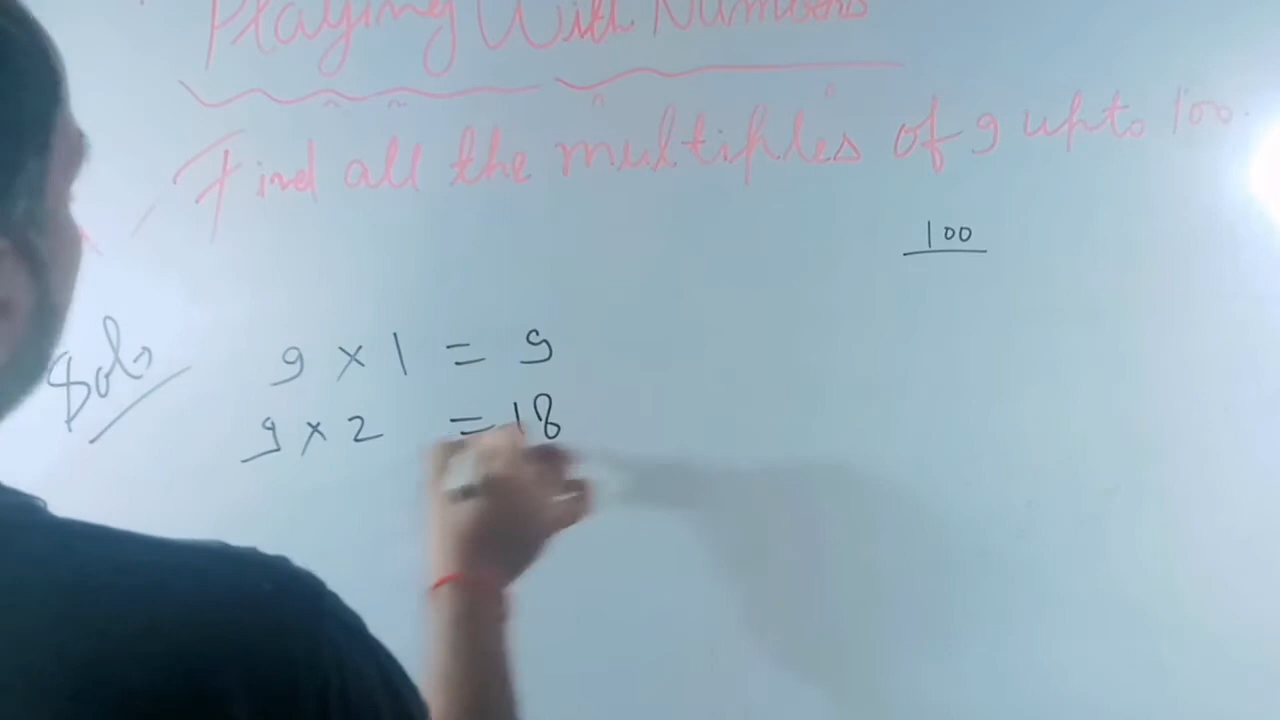 Playing With Numbers
Find all the multiples of 9 upto 100.
100
Sol
9 × 1 = 9
9 × 2 = 18